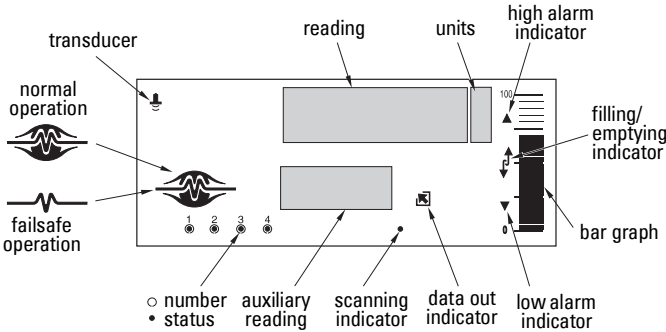 transducer
reading
units
high alarm
indicator
normal
operation
100
filling/
emptying
indicator
failsafe
operation
1 2 3 4
0
bar graph
number
status
auxiliary
reading
scanning
indicator
data out
indicator
low alarm
indicator